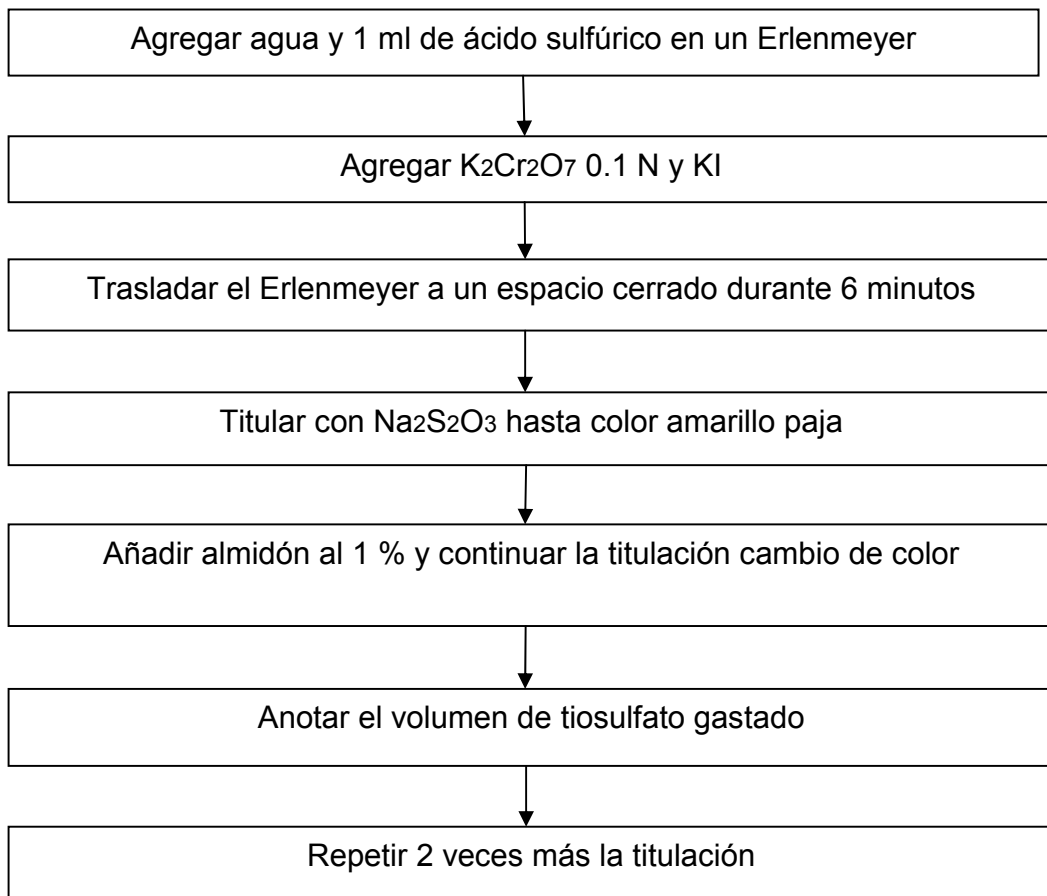 Agregar agua y 1 ml de ácido sulfúrico en un Erlenmeyer
Agregar K2Cr2O7 0.1 N y KI
Trasladar el Erlenmeyer a un espacio cerrado durante 6 minutos
Titular con Na2S2O3 hasta color amarillo paja
Añadir almidón al 1 % y continuar la titulación cambio de color
Anotar el volumen de tiosulfato gastado
Repetir 2 veces más la titulación